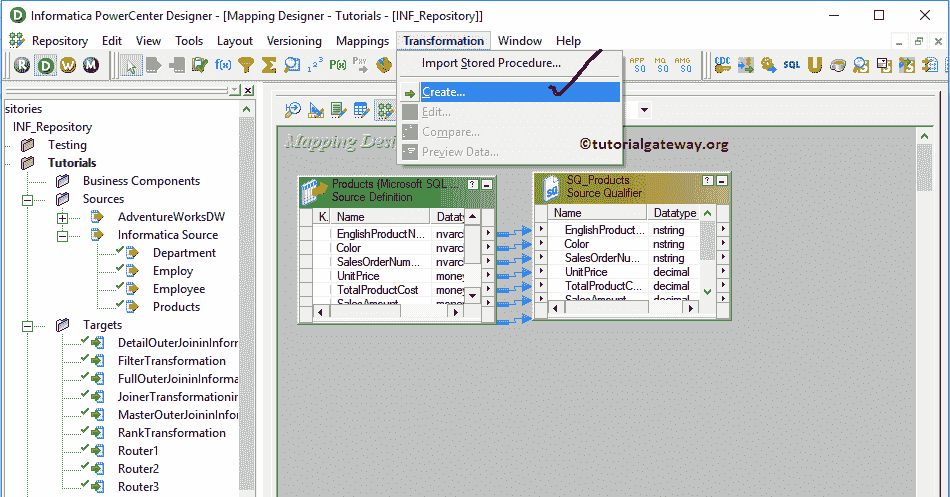 Informatica PowerCenter Designer - [Mapping Designer - Tutorials - [INF_Repository]]
Repository Edit View Tools Layout Versioning Mappings Transformation Window Help
R D W M
Import Stored Procedure...
Create...
Edit...
Compare...
Preview Data...
©tutorialgateway.org
sitories
INF_Repository
Testing
Tutorials
Business Components
Sources
AdventureWorksDW
Informatica Source
Department
Employ
Employee
Products
Targets
DetailOuterJoininInform
FilterTransformation
FullOuterJoininInforma
JoinerTransformationin
MasterOuterJoininInform
RankTransformation
Router1
Router2
Router3
Mapping Desi
Products (Microsoft SQL ...
Source Definition
K. Name Datat
EnglishProductN... nvarc
Color nvarc
SalesOrderNum... nvarc
UnitPrice money
TotalProductCost money
SalesAmount money
SQ_Products
Source Qualifier
Name Datatype
EnglishProduct... nstring
Color nstring
SalesOrderNu... nstring
UnitPrice decimal
TotalProductC... decimal
SalesAmount decimal